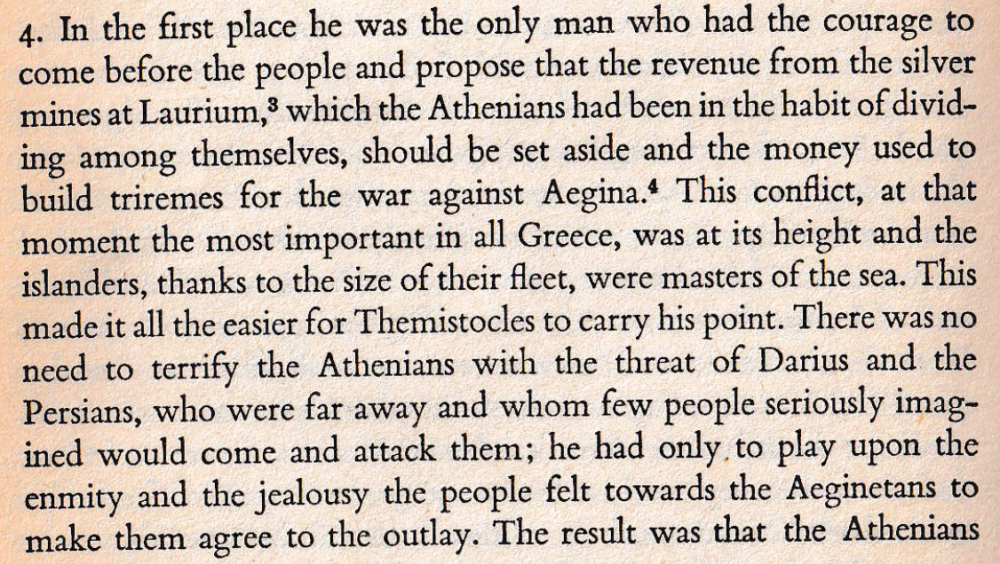 4. In the first place he was the only man who had the courage to
come before the people and propose that the revenue from the silver
mines at Laurium,³ which the Athenians had been in the habit of divid-
ing among themselves, should be set aside and the money used to
build triremes for the war against Aegina.⁴ This conflict, at that
moment the most important in all Greece, was at its height and the
islanders, thanks to the size of their fleet, were masters of the sea. This
made it all the easier for Themistocles to carry his point. There was no
need to terrify the Athenians with the threat of Darius and the
Persians, who were far away and whom few people seriously imag-
ined would come and attack them; he had only to play upon the
enmity and the jealousy the people felt towards the Aeginetans to
make them agree to the outlay. The result was that the Athenians